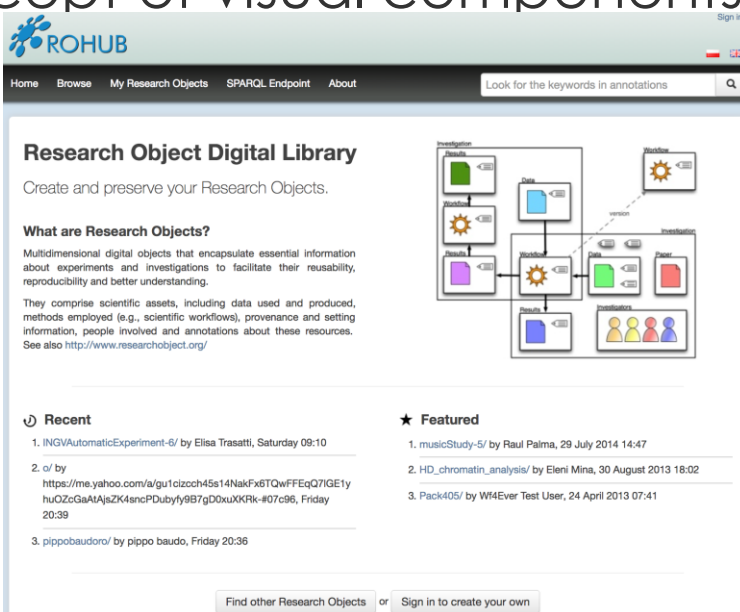 Sign in
ROHUB
Home Browse My Research Objects SPARQL Endpoint About
Look for the keywords in annotations
Research Object Digital Library
Create and preserve your Research Objects.
What are Research Objects?
Multidimensional digital objects that encapsulate essential information
about experiments and investigations to facilitate their reusability,
reproducibility and better understanding.
They comprise scientific assets, including data used and produced,
methods employed (e.g., scientific workflows), provenance and setting
information, people involved and annotations about these resources.
See also http://www.researchobject.org/
Investigation
Results
Workflow
Data
Workflow
version
Investigation
Results
Workflow
Data
Paper
Results
Investigators
Recent
1. INGVAutomaticExperiment-6/ by Elisa Trasatti, Saturday 09:10
2. o/ by
https://me.yahoo.com/a/gu1cizcch45s14NakFx6TQwFFEqQ7IGE1y
huOZcGaAtAjsZK4sncPDubyfy9B7gD0xuXKRk-#07c96, Friday
20:39
3. pippobaudoro/ by pippo baudo, Friday 20:36
Featured
1. musicStudy-5/ by Raul Palma, 29 July 2014 14:47
2. HD_chromatin_analysis/ by Eleni Mina, 30 August 2013 18:02
3. Pack405/ by Wf4Ever Test User, 24 April 2013 07:41
Find other Research Objects or Sign in to create your own